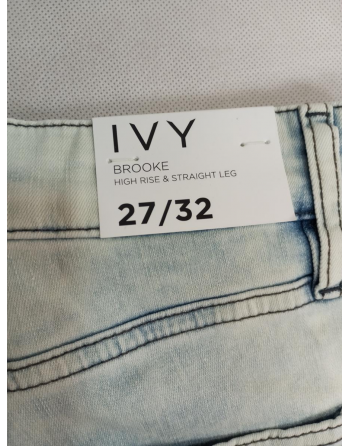 IVY
BROOKE
HIGH RISE & STRAIGHT LEG
27/32